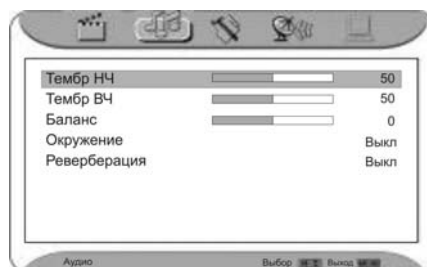 Тембр НЧ 50
Тембр ВЧ 50
Баланс 0
Окружение Выкл
Реверберация Выкл
Аудио Выбор Выход